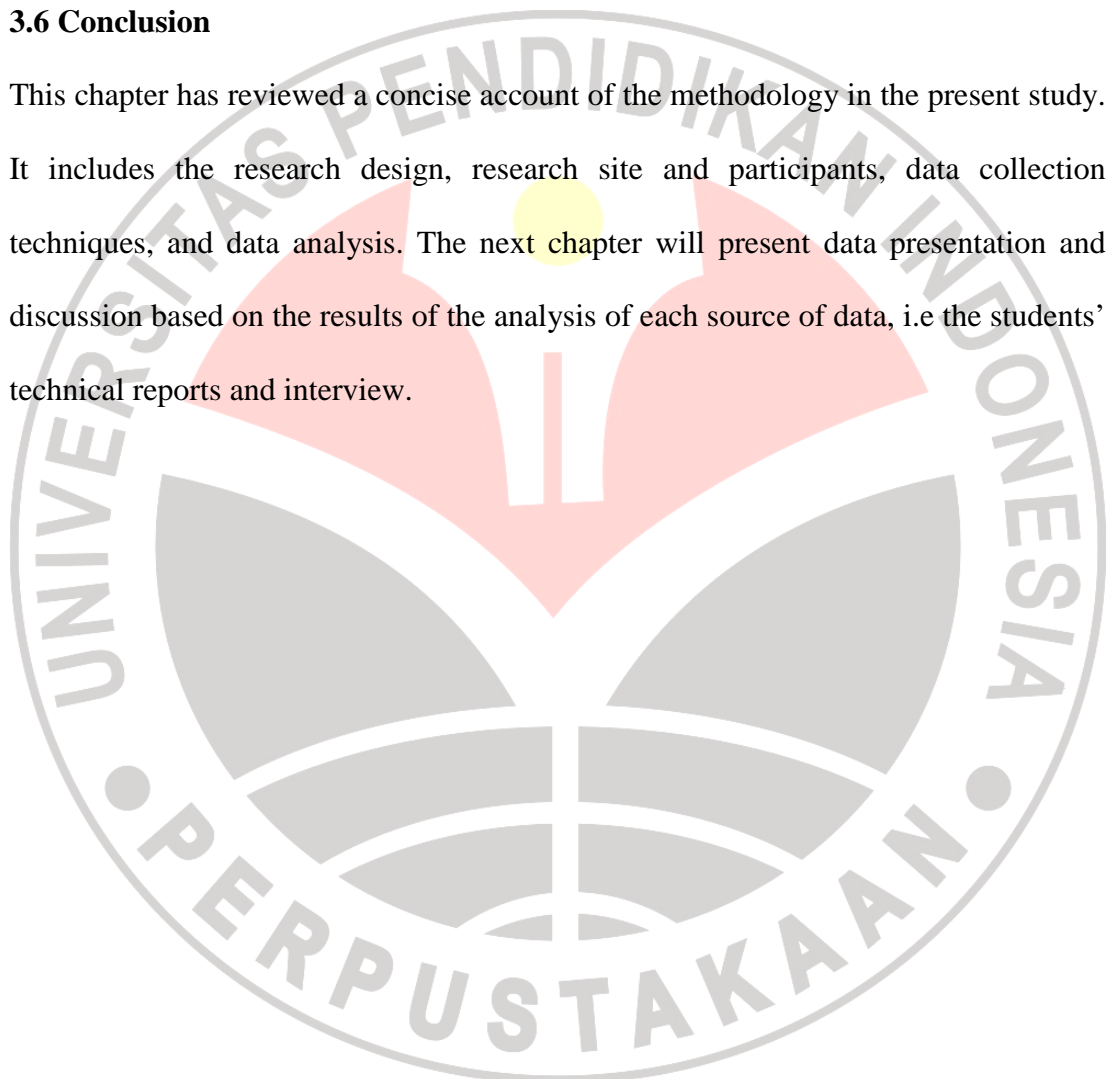 3.6 Conclusion
This chapter has reviewed a concise account of the methodology in the present study.
It includes the research design, research site and participants, data collection
techniques, and data analysis. The next chapter will present data presentation and
discussion based on the results of the analysis of each source of data, i.e the students’
technical reports and interview.
UNIVERSITAS PENDIDIKAN INDONESIA
PERPUSTAKAAN